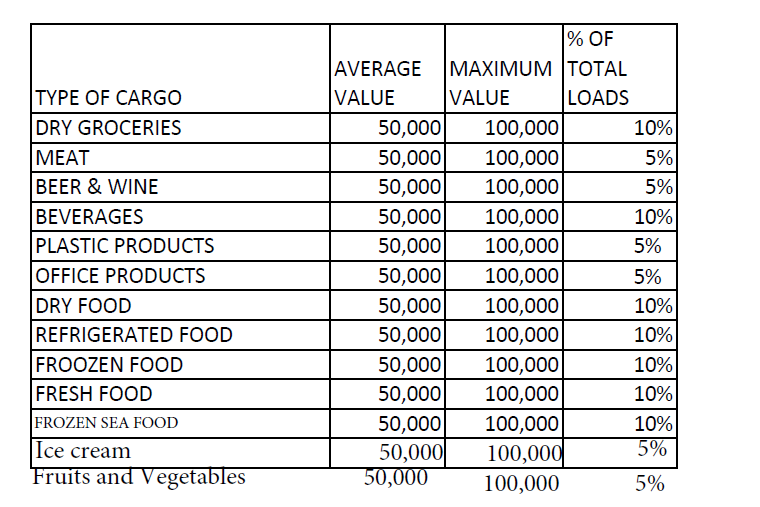 TYPE OF CARGO AVERAGE VALUE MAXIMUM VALUE % OF TOTAL LOADS
DRY GROCERIES 50,000 100,000 10%
MEAT 50,000 100,000 5%
BEER & WINE 50,000 100,000 5%
BEVERAGES 50,000 100,000 10%
PLASTIC PRODUCTS 50,000 100,000 5%
OFFICE PRODUCTS 50,000 100,000 5%
DRY FOOD 50,000 100,000 10%
REFRIGERATED FOOD 50,000 100,000 10%
FROOZEN FOOD 50,000 100,000 10%
FRESH FOOD 50,000 100,000 10%
FROZEN SEA FOOD 50,000 100,000 10%
Ice cream 50,000 100,000 5%
Fruits and Vegetables 50,000 100,000 5%